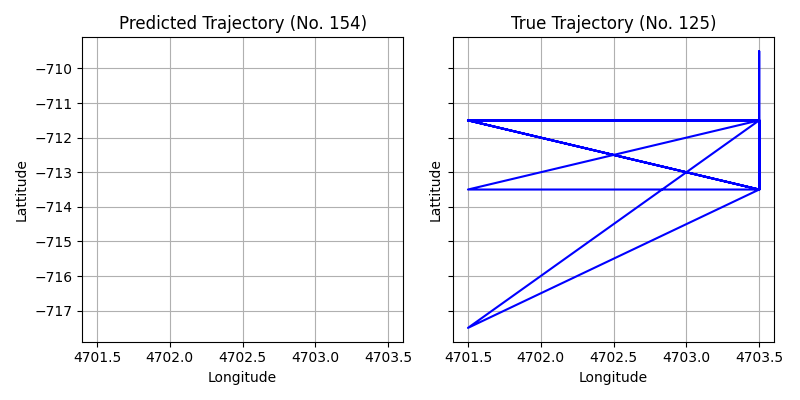 Predicted Trajectory (No. 154)
True Trajectory (No. 125)
Lattitude
−710
−711
−712
−713
−714
−715
−716
−717
4701.5 4702.0 4702.5 4703.0 4703.5
Longitude
Lattitude
4701.5 4702.0 4702.5 4703.0 4703.5
Longitude